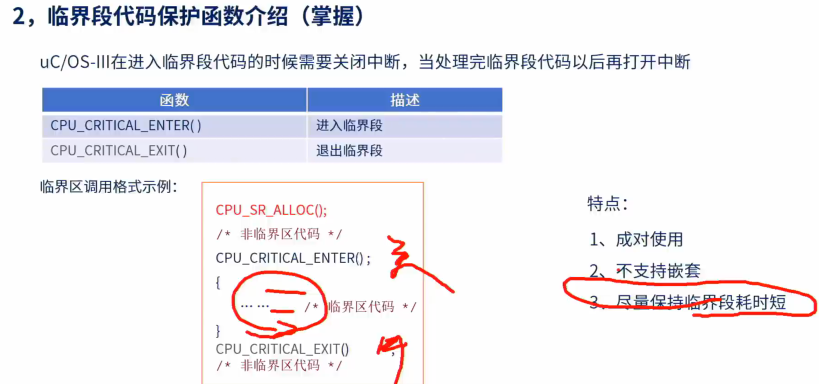 2，临界段代码保护函数介绍（掌握）
uC/OS-III在进入临界段代码的时候需要关闭中断，当处理完临界段代码以后再打开中断
函数 描述
CPU_CRITICAL_ENTER( ) 进入临界段
CPU_CRITICAL_EXIT( ) 退出临界段
临界区调用格式示例：
CPU_SR_ALLOC();
/* 非临界区代码 */
CPU_CRITICAL_ENTER() ;
{
… … /* 临界区代码 */
}
CPU_CRITICAL_EXIT() ;
/* 非临界区代码 */
特点：
1、成对使用
2、不支持嵌套
3、尽量保持临界段耗时短